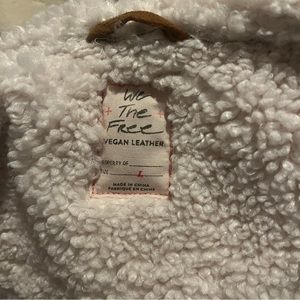 We
The
Free
VEGAN LEATHER
PROPERTY OF
L
MADE IN CHINA
FABRIQUÉ EN CHINE